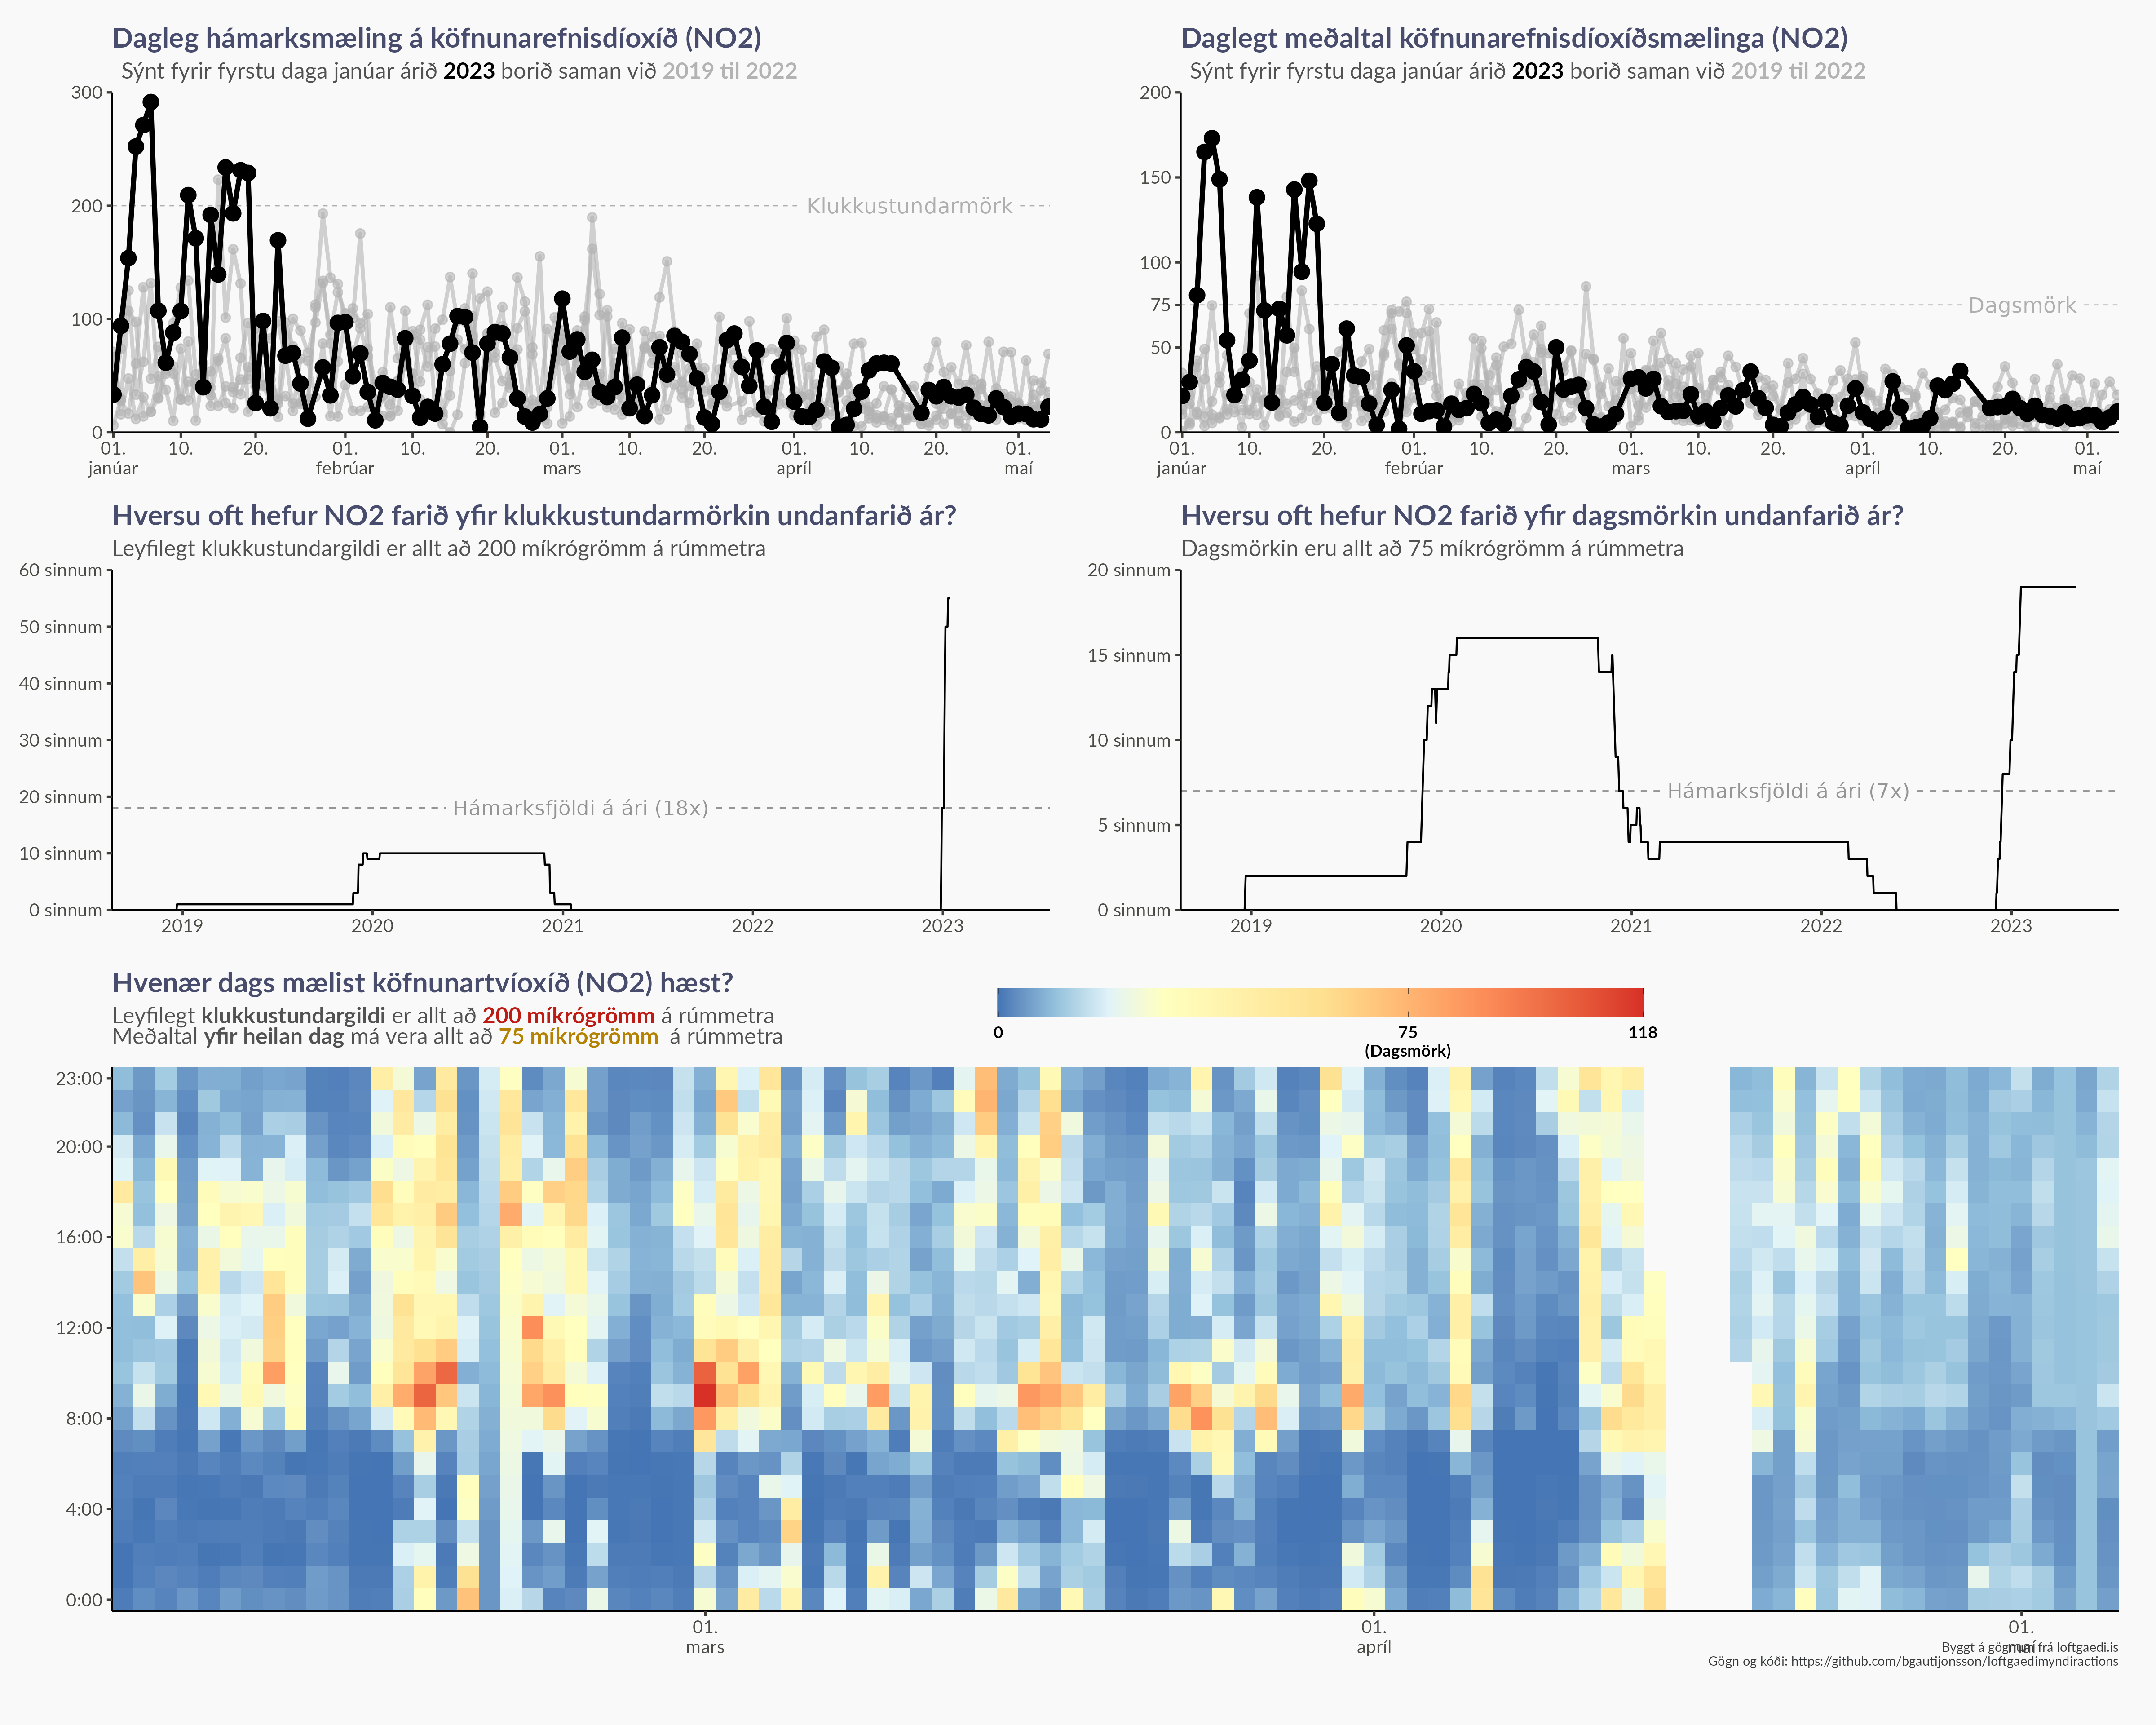 Dagleg hámarksmæling á köfnunarefnisdíoxíð (NO2)
Sýnt fyrir fyrstu daga janúar árið 2023 borið saman við 2019 til 2022
300
200
100
0
Klukkustundarmörk
01. 10. 20. 01. 10. 20. 01. 10. 20. 01. 10. 20. 01.
janúar febrúar mars apríl maí
Daglegt meðaltal köfnunarefnisdíoxíðsmælinga (NO2)
Sýnt fyrir fyrstu daga janúar árið 2023 borið saman við 2019 til 2022
200
150
100
75
50
0
Dagsmörk
01. 10. 20. 01. 10. 20. 01. 10. 20. 01. 10. 20. 01.
janúar febrúar mars apríl maí
Hversu oft hefur NO2 farið yfir klukkustundarmörkin undanfarið ár?
Leyfilegt klukkustundargildi er allt að 200 míkrógrömm á rúmmetra
60 sinnum
50 sinnum
40 sinnum
30 sinnum
20 sinnum
10 sinnum
0 sinnum
Hámarksfjöldi á ári (18x)
2019 2020 2021 2022 2023
Hversu oft hefur NO2 farið yfir dagsmörkin undanfarið ár?
Dagsmörkin eru allt að 75 míkrógrömm á rúmmetra
20 sinnum
15 sinnum
10 sinnum
5 sinnum
0 sinnum
Hámarksfjöldi á ári (7x)
2019 2020 2021 2022 2023
Hvenær dags mælist köfnunartvíoxíð (NO2) hæst?
Leyfilegt klukkustundargildi er allt að 200 míkrógrömm á rúmmetra
Meðaltal yfir heilan dag má vera allt að 75 míkrógrömm á rúmmetra
0 75 118
(Dagsmörk)
23:00
20:00
16:00
12:00
8:00
4:00
0:00
01. 01. 01.
mars apríl maí
Byggt á gögnum frá loftgaedi.is
Gögn og kóði: https://github.com/bgautijonsson/loftgaedimyndiractions